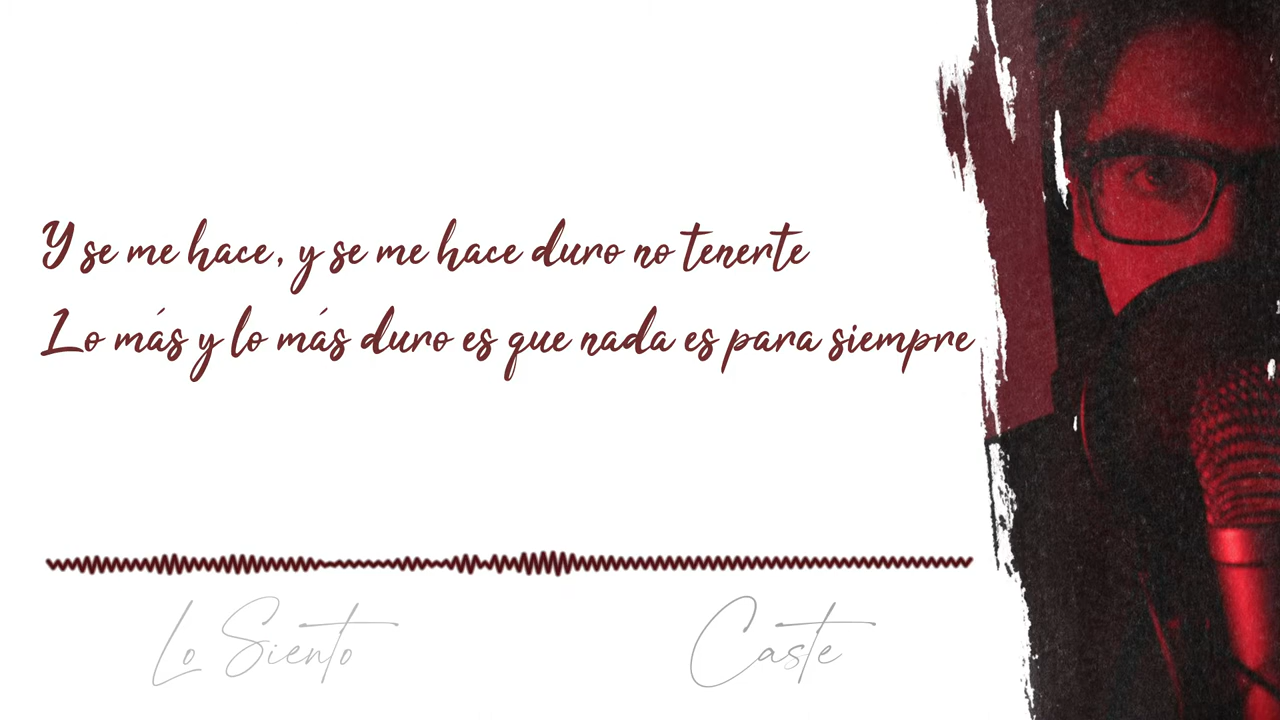 Y se me hace, y se me hace duro no tenerte
Lo más y lo más duro es que nada es para siempre
Lo Siento
Caste